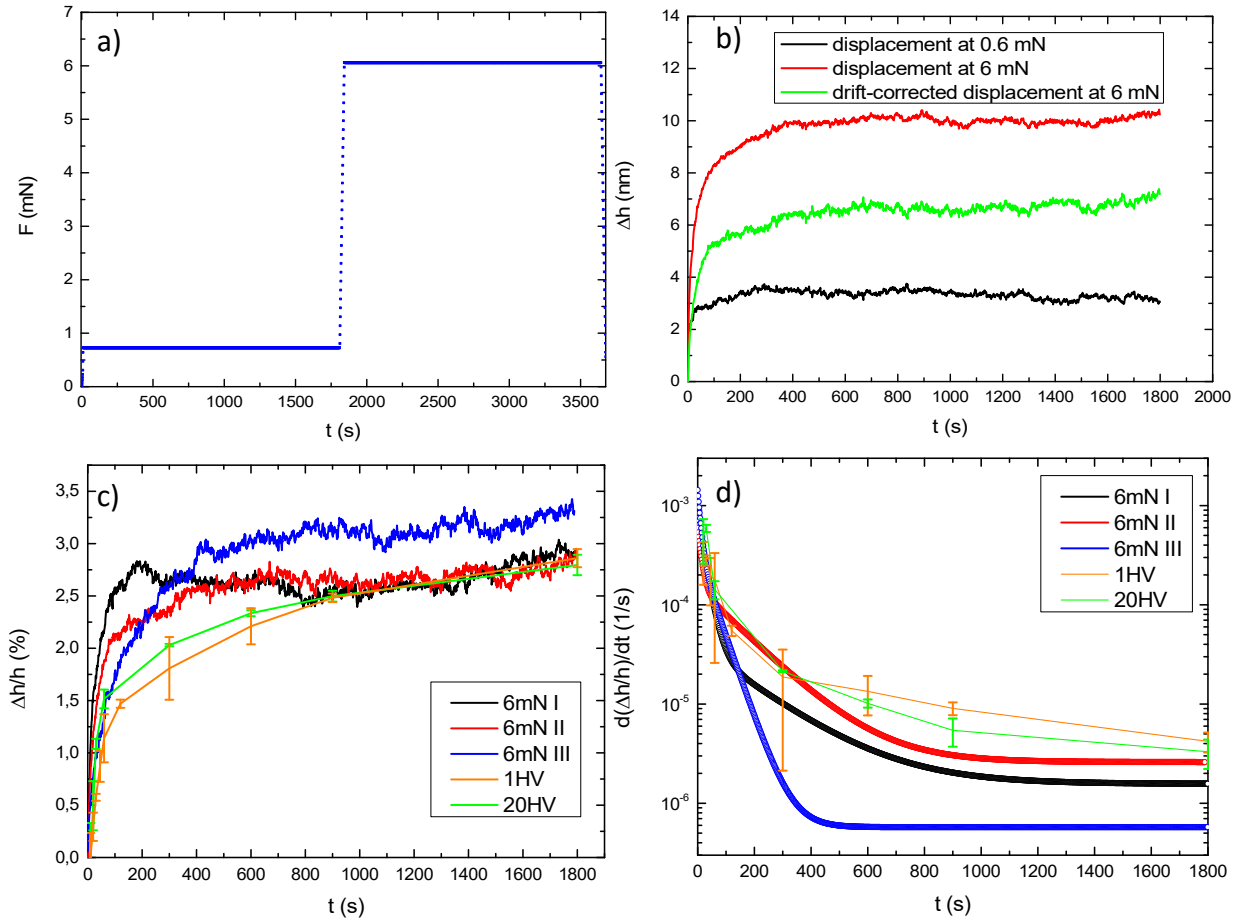 a)
F (mN)
7
6
5
4
3
2
1
0
0 500 1000 1500 2000 2500 3000 3500
t (s)
b)
displacement at 0.6 mN
displacement at 6 mN
drift-corrected displacement at 6 mN
Δh (nm)
14
12
10
8
6
4
2
0
0 200 400 600 800 1000 1200 1400 1600 1800 2000
t (s)
c)
Δh/h (%)
3,5
3,0
2,5
2,0
1,5
1,0
0,5
0,0
6mN I
6mN II
6mN III
1HV
20HV
0 200 400 600 800 1000 1200 1400 1600 1800
t (s)
d)
6mN I
6mN II
6mN III
1HV
20HV
d(Δh/h)/dt (1/s)
10⁻³
10⁻⁴
10⁻⁵
10⁻⁶
0 200 400 600 800 1000 1200 1400 1600 1800
t (s)